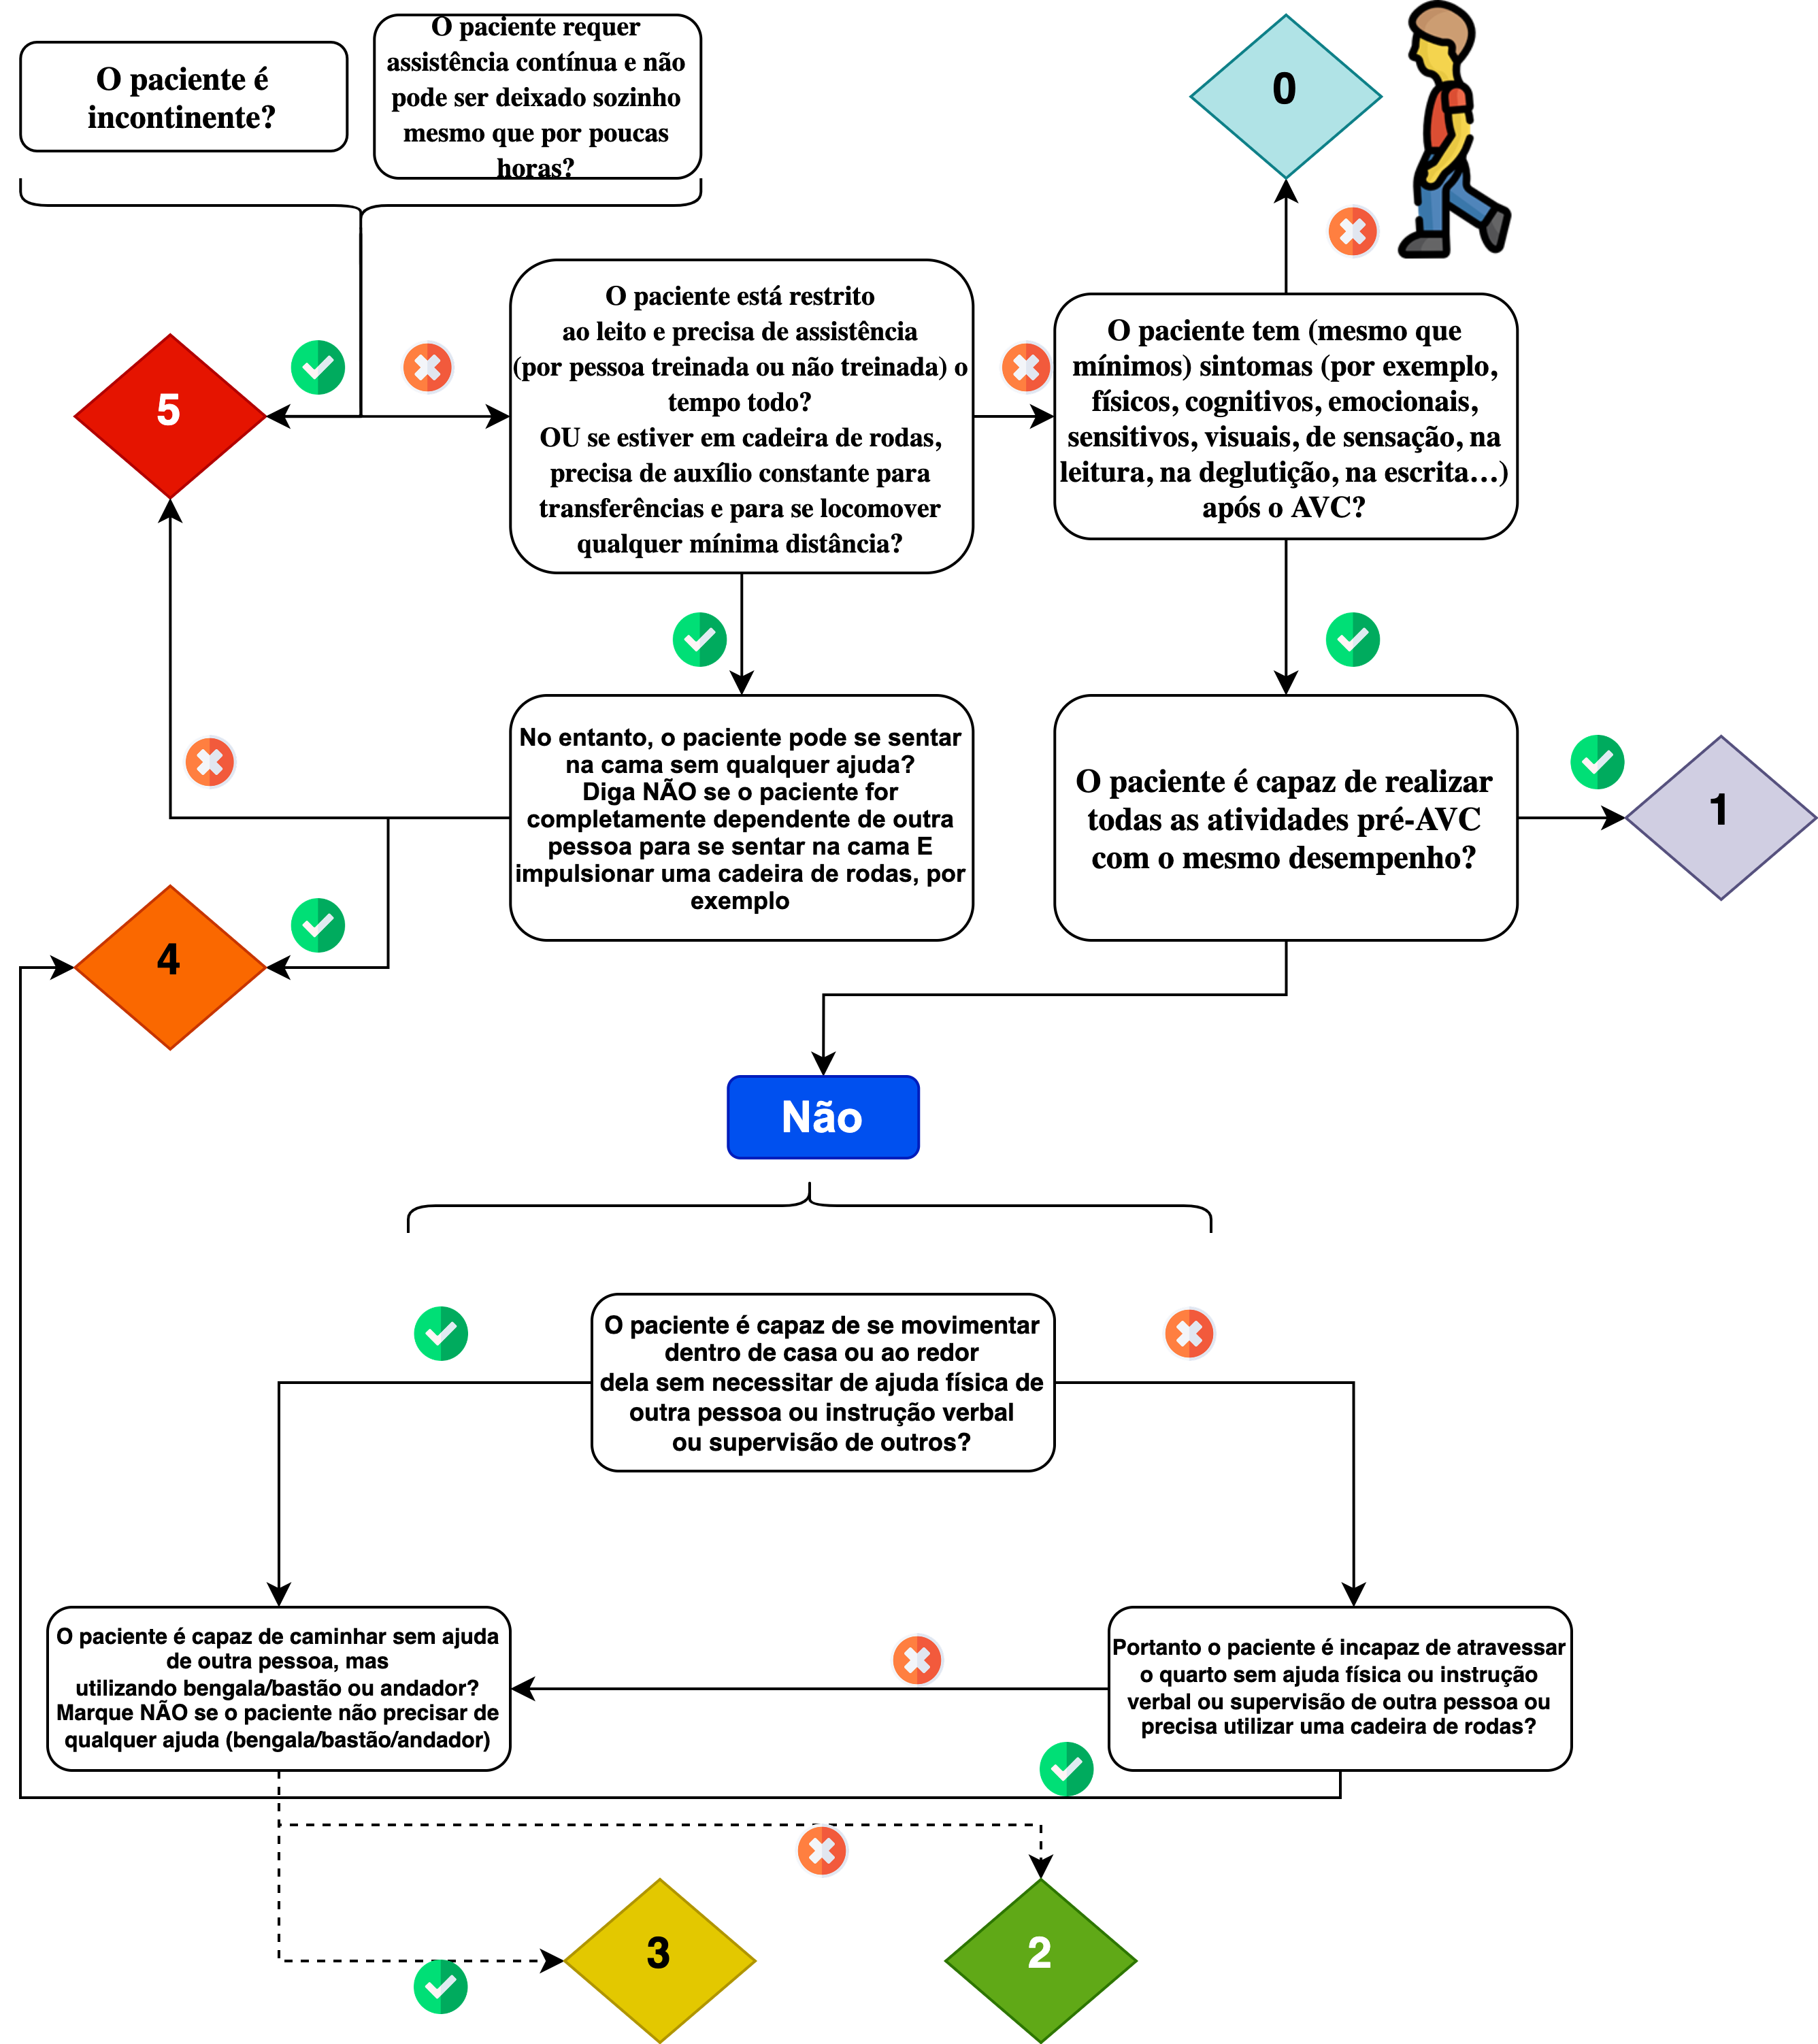 O paciente é
incontinente?
O paciente requer
assistência contínua e não
pode ser deixado sozinho
mesmo que por poucas
horas?
0
O paciente está restrito
ao leito e precisa de assistência
(por pessoa treinada ou não treinada) o
tempo todo?
OU se estiver em cadeira de rodas,
precisa de auxílio constante para
transferências e para se locomover
qualquer mínima distância?
O paciente tem (mesmo que
mínimos) sintomas (por exemplo,
físicos, cognitivos, emocionais,
sensitivos, visuais, de sensação, na
leitura, na deglutição, na escrita...)
após o AVC?
5
No entanto, o paciente pode se sentar
na cama sem qualquer ajuda?
Diga NÃO se o paciente for
completamente dependente de outra
pessoa para se sentar na cama E
impulsionar uma cadeira de rodas, por
exemplo
O paciente é capaz de realizar
todas as atividades pré-AVC
com o mesmo desempenho?
1
4
Não
O paciente é capaz de se movimentar
dentro de casa ou ao redor
dela sem necessitar de ajuda física de
outra pessoa ou instrução verbal
ou supervisão de outros?
O paciente é capaz de caminhar sem ajuda
de outra pessoa, mas
utilizando bengala/bastão ou andador?
Marque NÃO se o paciente não precisar de
qualquer ajuda (bengala/bastão/andador)
Portanto o paciente é incapaz de atravessar
o quarto sem ajuda física ou instrução
verbal ou supervisão de outra pessoa ou
precisa utilizar uma cadeira de rodas?
3
2